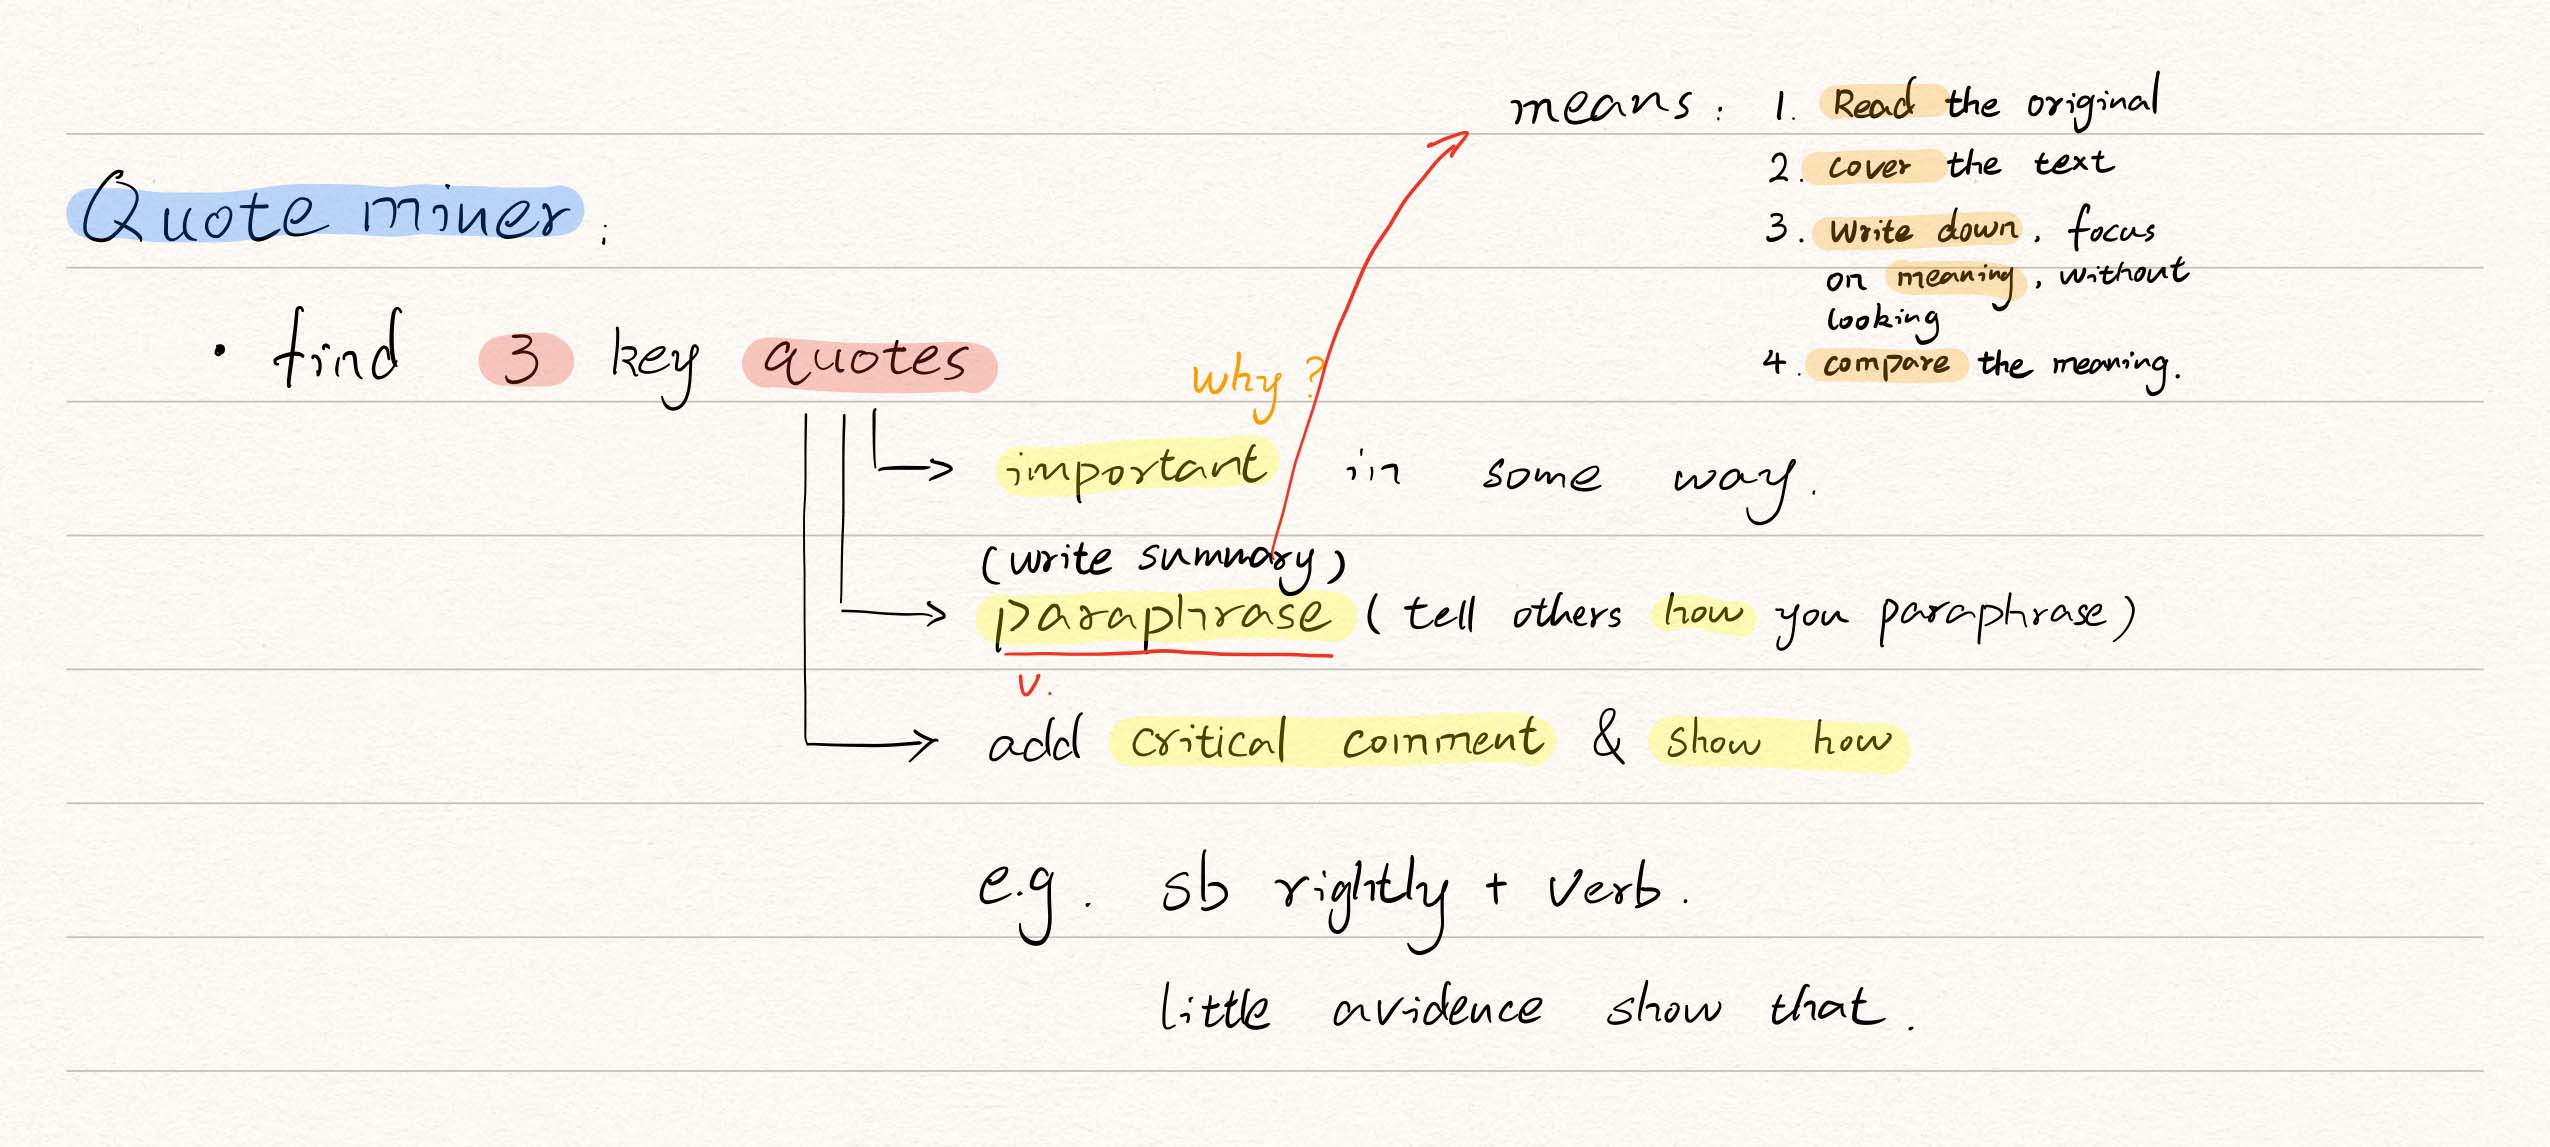 means: 1. Read the original
2. cover the text
3. Write down, focus
on meaning, without
looking
4. compare the meaning.
Quote miner:
• find 3 key quotes
why?
important in some way.
(write summary)
paraphrase (tell others how you paraphrase)
v.
add critical comment & show how
e.g. sb rightly + verb.
little avidence show that.